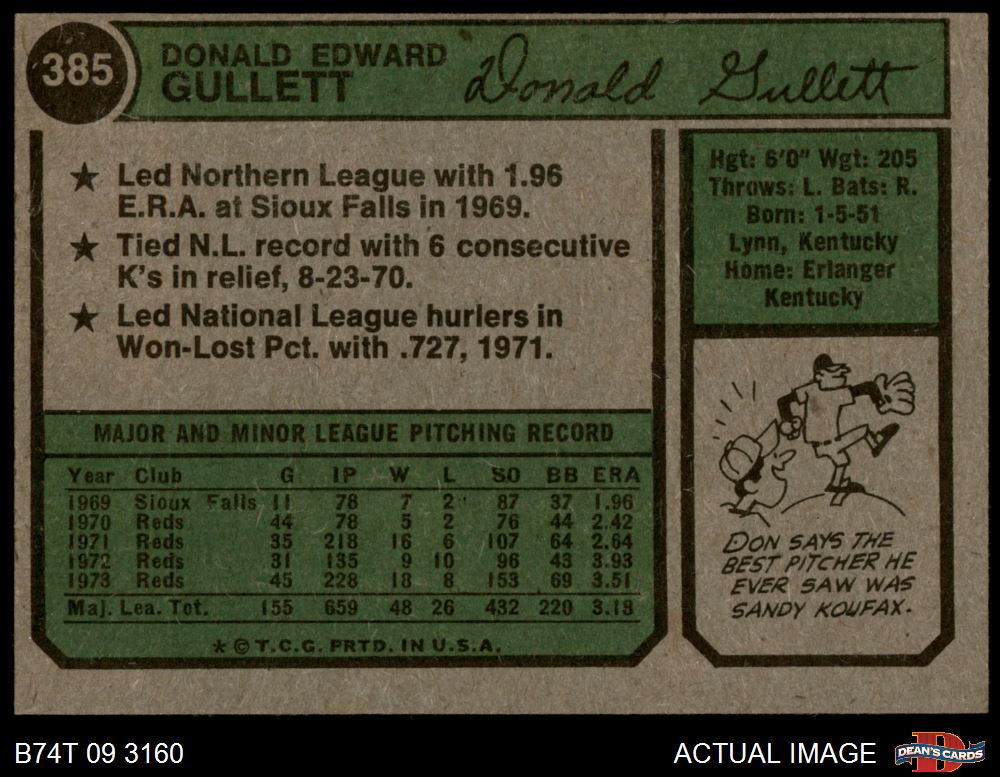 385
DONALD EDWARD
GULLETT
Donald Gullett
★ Led Northern League with 1.96
E.R.A. at Sioux Falls in 1969.
★ Tied N.L. record with 6 consecutive
K's in relief, 8-23-70.
★ Led National League hurlers in
Won-Lost Pct. with .727, 1971.
Hgt: 6'0" Wgt: 205
Throws: L. Bats: R.
Born: 1-5-51
Lynn, Kentucky
Home: Erlanger
Kentucky
MAJOR AND MINOR LEAGUE PITCHING RECORD
Year Club G IP W L SO BB ERA
1969 Sioux Falls 11 78 7 2 87 37 1.96
1970 Reds 44 78 5 2 76 44 2.42
1971 Reds 35 218 16 6 107 64 2.64
1972 Reds 31 135 9 10 96 43 3.93
1973 Reds 45 228 18 8 153 69 3.51
Maj. Lea. Tot. 155 659 48 26 432 220 3.18
* © T.C.G. PRTD. IN U.S.A.
DON SAYS THE
BEST PITCHER HE
EVER SAW WAS
SANDY KOUFAX.
B74T 09 3160
ACTUAL IMAGE
DEAN'S CARDS